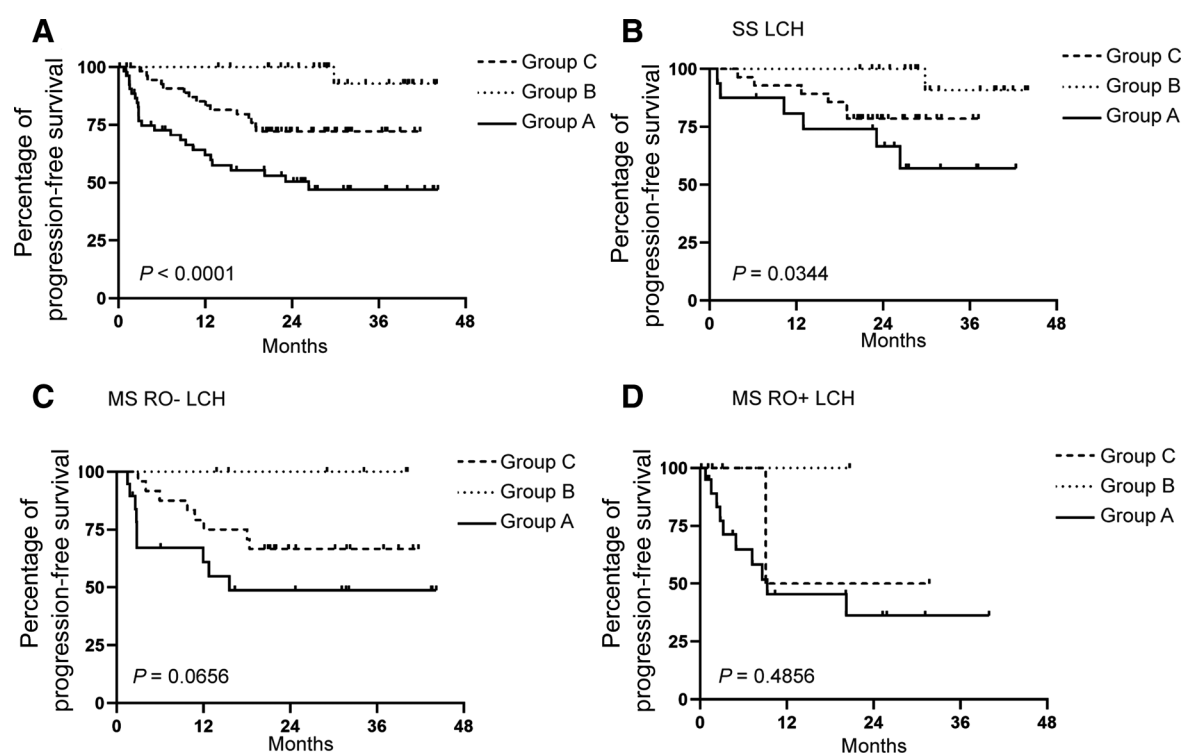 A
Percentage of
progression-free survival
100
75
50
25
0
0 12 24 36 48
Months
P < 0.0001
Group C
Group B
Group A
B
SS LCH
Percentage of
progression-free survival
100
75
50
25
0
0 12 24 36 48
Months
P = 0.0344
Group C
Group B
Group A
C
MS RO- LCH
Percentage of
progression-free survival
100
75
50
25
0
0 12 24 36 48
Months
P = 0.0656
Group C
Group B
Group A
D
MS RO+ LCH
Percentage of
progression-free survival
100
75
50
25
0
0 12 24 36 48
Months
P = 0.4856
Group C
Group B
Group A